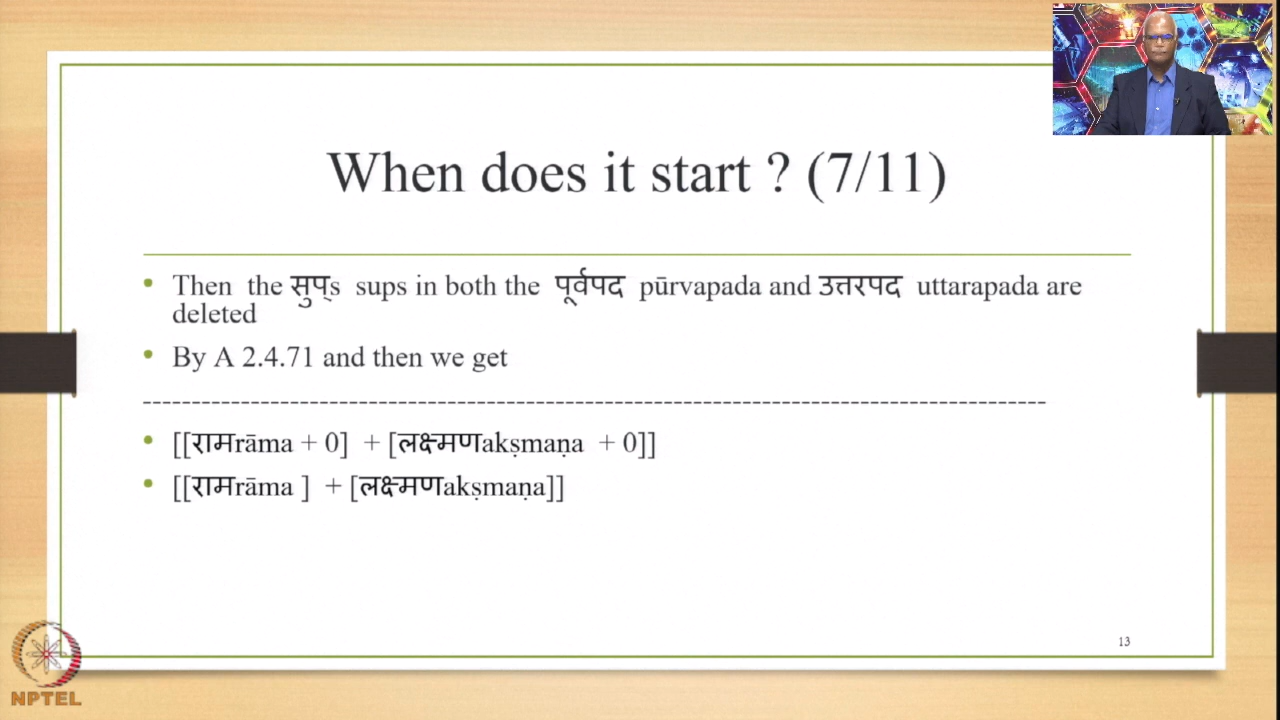 When does it start ? (7/11)
• Then the सुप्s sups in both the पूर्वपद pūrvapada and उत्तरपद uttarapada are
deleted
• By A 2.4.71 and then we get
-------------------------------------------------------------------------------------------
• [[रामrāma + 0] + [लक्ष्मणakṣmaṇa + 0]]
• [[रामrāma ] + [लक्ष्मणakṣmaṇa]]
13
NPTEL